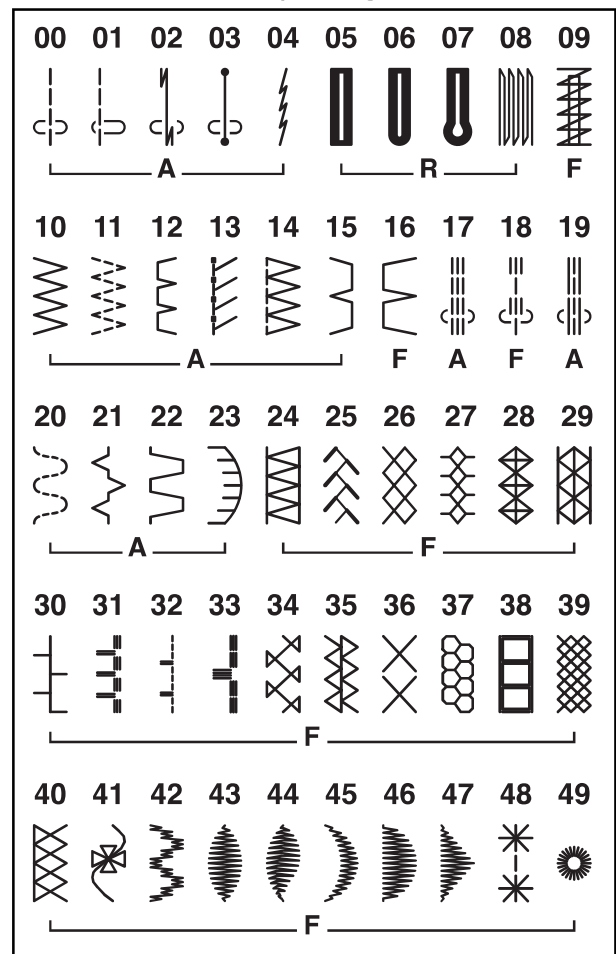 00 01 02 03 04 05 06 07 08 09
A R F
10 11 12 13 14 15 16 17 18 19
A F A F A
20 21 22 23 24 25 26 27 28 29
A F
30 31 32 33 34 35 36 37 38 39
F
40 41 42 43 44 45 46 47 48 49
F